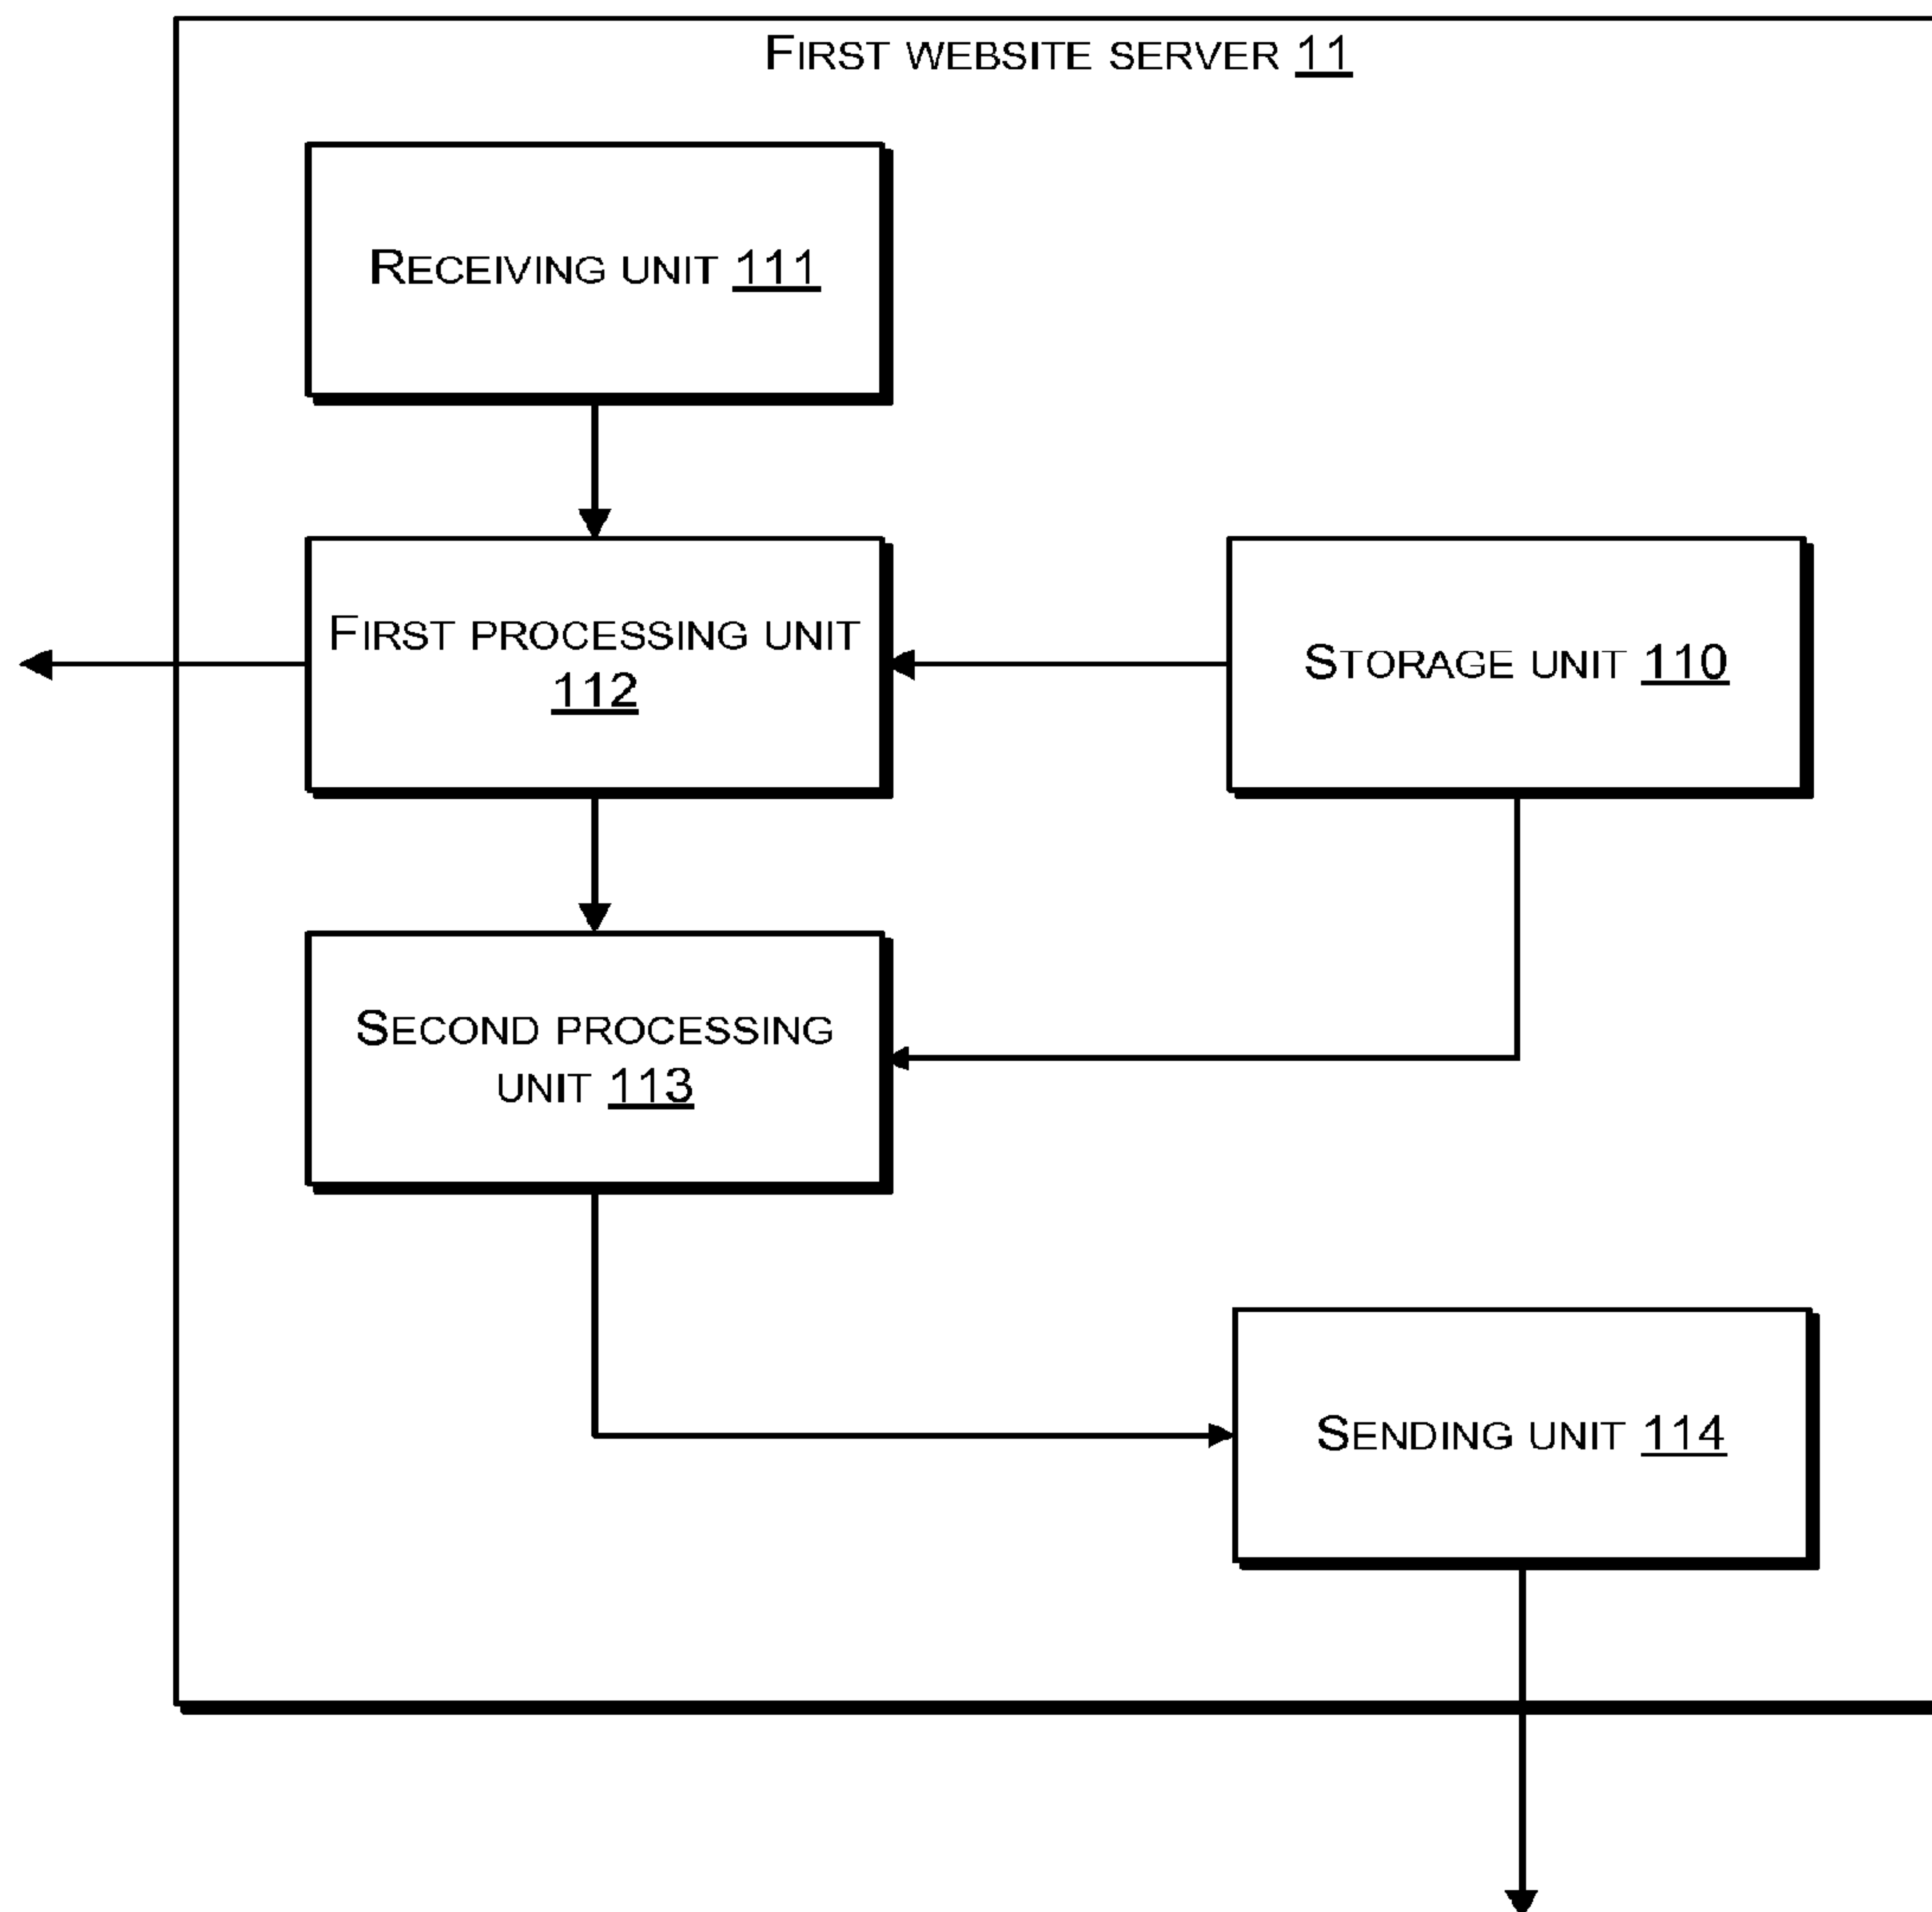 FIRST WEBSITE SERVER 11
RECEIVING UNIT 111
FIRST PROCESSING UNIT
112
STORAGE UNIT 110
SECOND PROCESSING
UNIT 113
SENDING UNIT 114